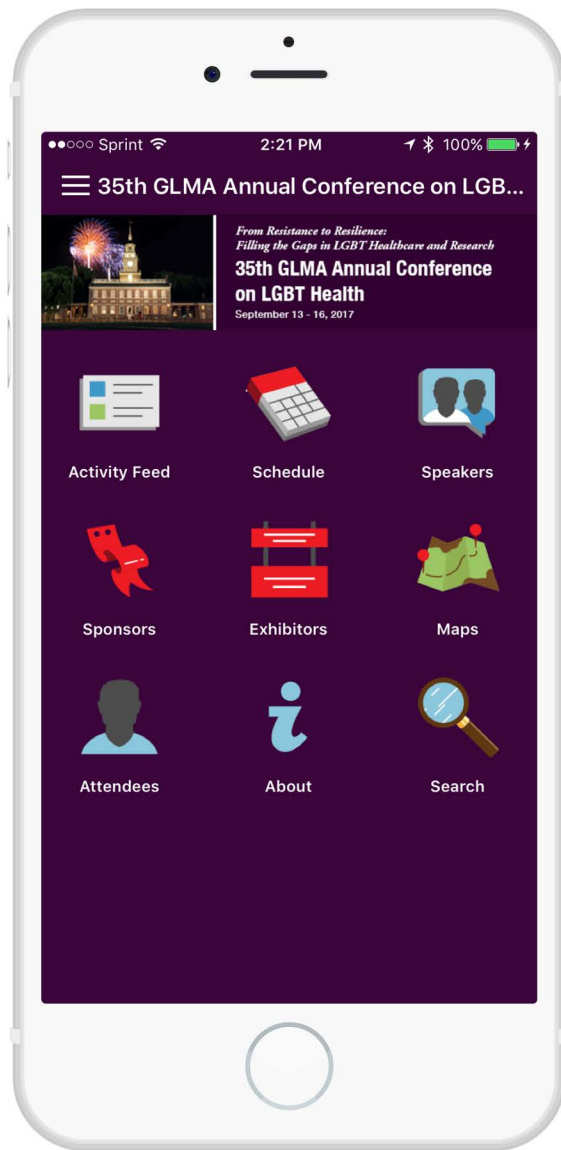 Sprint 2:21 PM 100%
35th GLMA Annual Conference on LGB...
From Resistance to Resilience:
Filling the Gaps in LGBT Healthcare and Research
35th GLMA Annual Conference
on LGBT Health
September 13 - 16, 2017
Activity Feed Schedule Speakers
Sponsors Exhibitors Maps
Attendees About Search